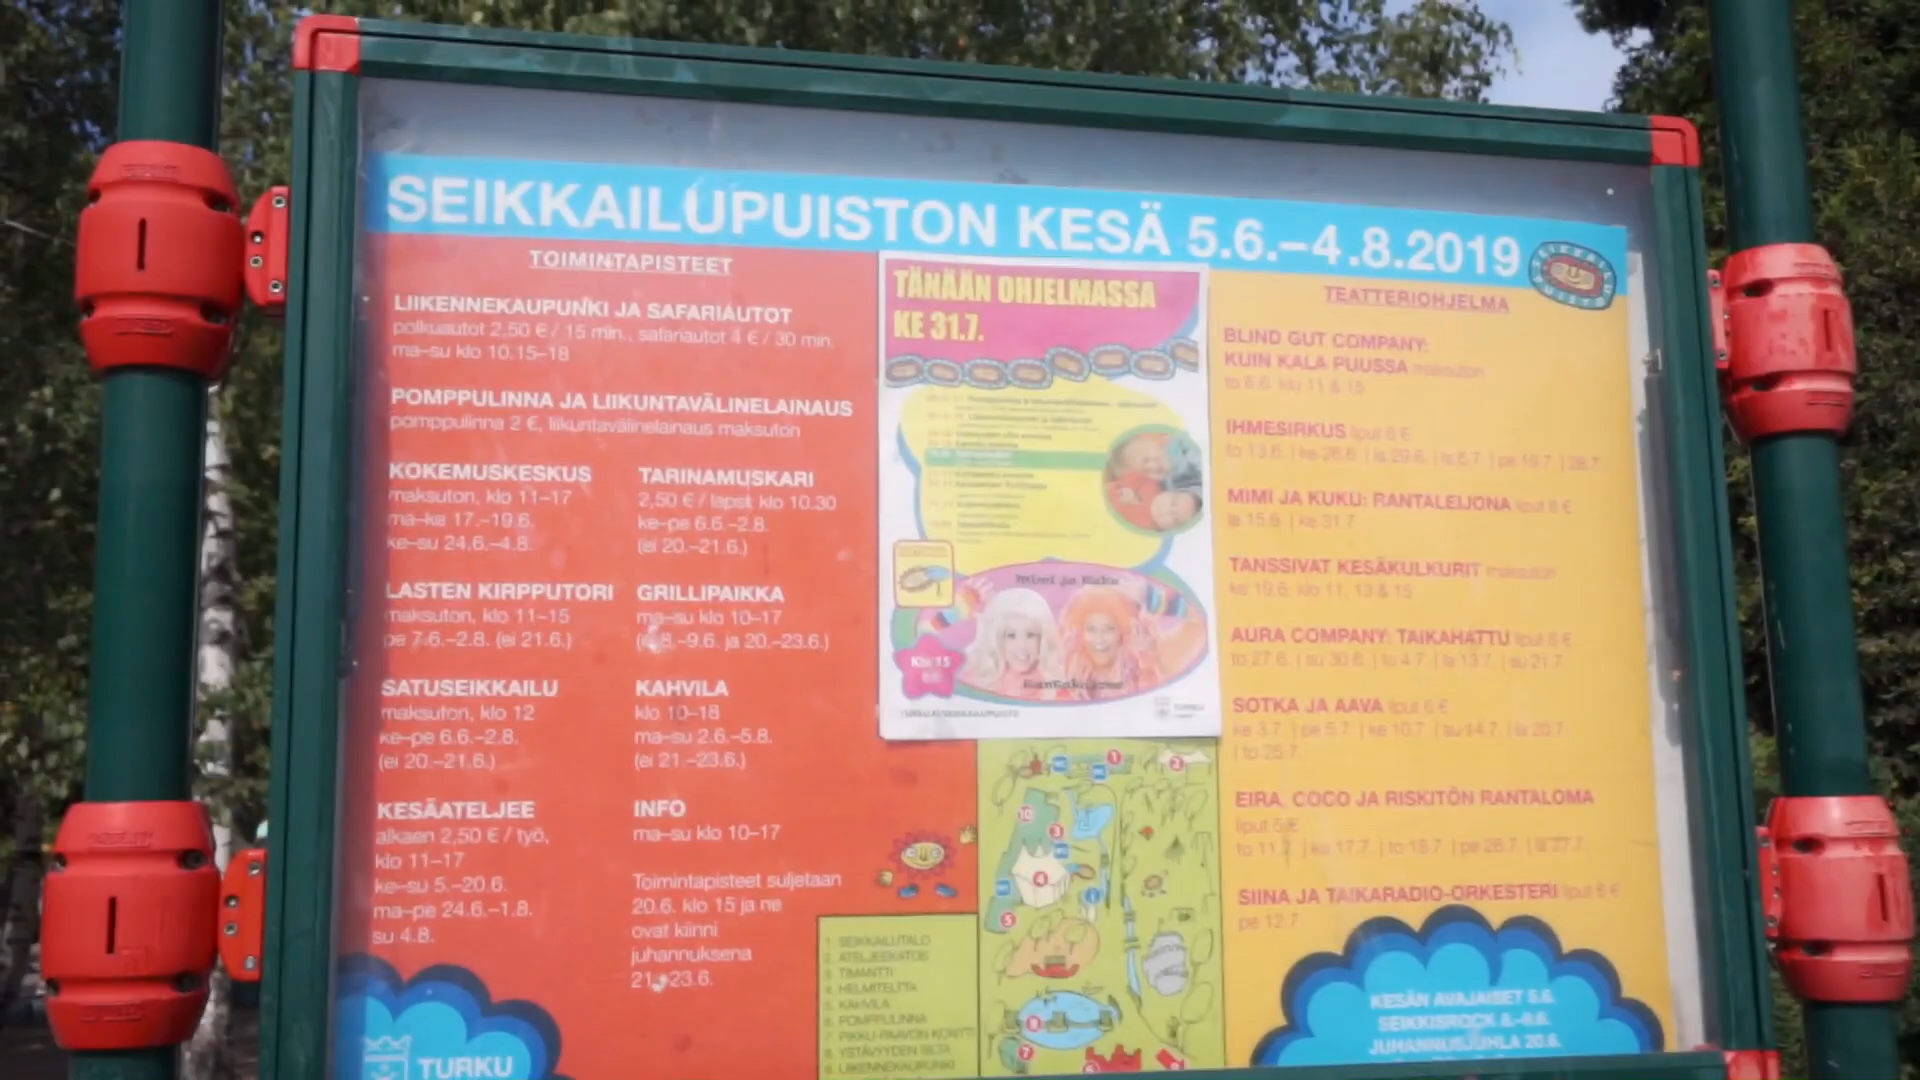 SEIKKAILUPUISTON KESÄ 5.6.–4.8.2019
TOIMINTAPISTEET
LIIKENNEKAUPUNKI JA SAFARIAUTOT
polkuautot 2,50 € / 15 min., safariautot 4 € / 30 min.
ma–su klo 10.15–18
POMPPULINNA JA LIIKUNTAVÄLINELAINAUS
pomppulinna 2 €, liikuntavälinelainaus maksuton
KOKEMUSKESKUS
maksuton, klo 11–17
ma–ke 17.–19.6.
ke–su 24.6.–4.8.
LASTEN KIRPPUTORI
maksuton, klo 11–15
pe 7.6.–2.8. (ei 21.6.)
SATUSEIKKAILU
maksuton, klo 12
ke–pe 6.6.–2.8.
(ei 20.–21.6.)
KESÄATELJEE
alkaen 2,50 € / työ,
klo 11–17
ke–su 5.–20.6.
ma–pe 24.6.–1.8.
su 4.8.
TARINAMUSKARI
2,50 € / lapsi klo 10.30
ke–pe 6.6.–2.8.
(ei 20.–21.6.)
GRILLIPAIKKA
ma–su klo 10–17
–9.6. ja 20.–23.6.)
KAHVILA
klo 10–18
ma–su 2.6.–5.8.
(ei 21.–23.6.)
INFO
ma–su klo 10–17
Toimintapisteet suljetaan
20.6. klo 15 ja ne
ovat kiinni
juhannuksena
21.–23.6.
TURKU
TÄNÄÄN OHJELMASSA
KE 31.7.
Mimi ja Kuku
Klo 15
Rantaleijona
TURKU
1. SEIKKAILUTALO
2. ATELJEEKATOS
3. TIMANTTI
4. HELMITELTTA
5. KAHVILA
6. POMPPULINNA
7. PIKKU-PAAVON KONTTI
8. YSTÄVYYDEN SILTA
9. LIIKENNEKAUPUNKI
TEATTERIOHJELMA
SEIKKAILUPUISTO
BLIND GUT COMPANY:
KUIN KALA PUUSSA maksuton
to 6.6. klo 11 & 15
IHMESIRKUS liput 6 €
to 13.6. | ke 26.6. | la 29.6. | la 6.7. | pe 19.7. | 28.7.
MIMI JA KUKU: RANTALEIJONA liput 6 €
la 15.6. | ke 31.7.
TANSSIVAT KESÄKULKURIT maksuton
ke 19.6. klo 11, 13 & 15
AURA COMPANY: TAIKAHATTU liput 6 €
to 27.6. | su 30.6. | to 4.7. | la 13.7. | su 21.7.
SOTKA JA AAVA liput 6 €
ke 3.7. | pe 5.7. | ke 10.7. | su 14.7. | la 20.7.
| to 25.7.
EIRA, COCO JA RISKITÖN RANTALOMA
liput 5 €
to 11.7. | ke 17.7. | to 18.7. | pe 26.7. | la 27.7.
SIINA JA TAIKARADIO-ORKESTERI liput 6 €
pe 12.7.
KESÄN AVAJAISET 5.6.
SEIKKISROCK 8.–9.6.
JUHANNUSJUHLA 20.6.